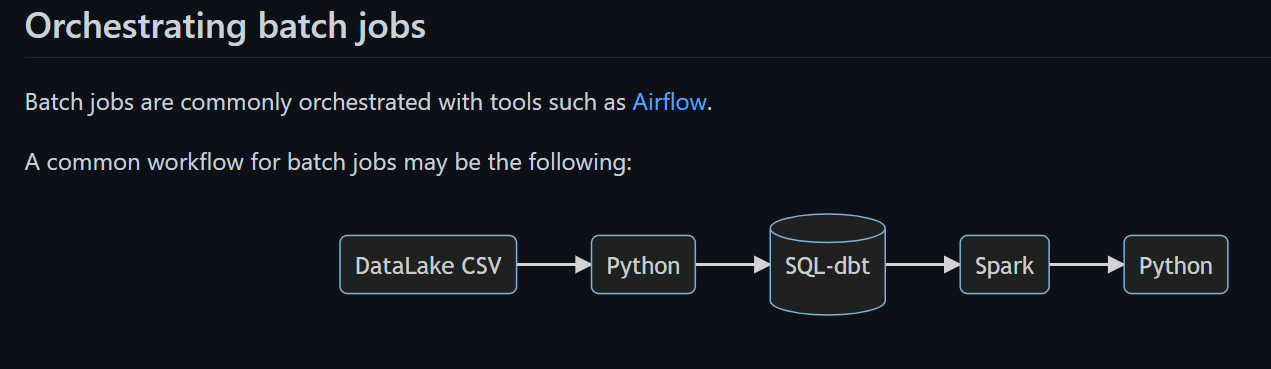 Orchestrating batch jobs
Batch jobs are commonly orchestrated with tools such as Airflow.
A common workflow for batch jobs may be the following:
DataLake CSV
Python
SQL-dbt
Spark
Python